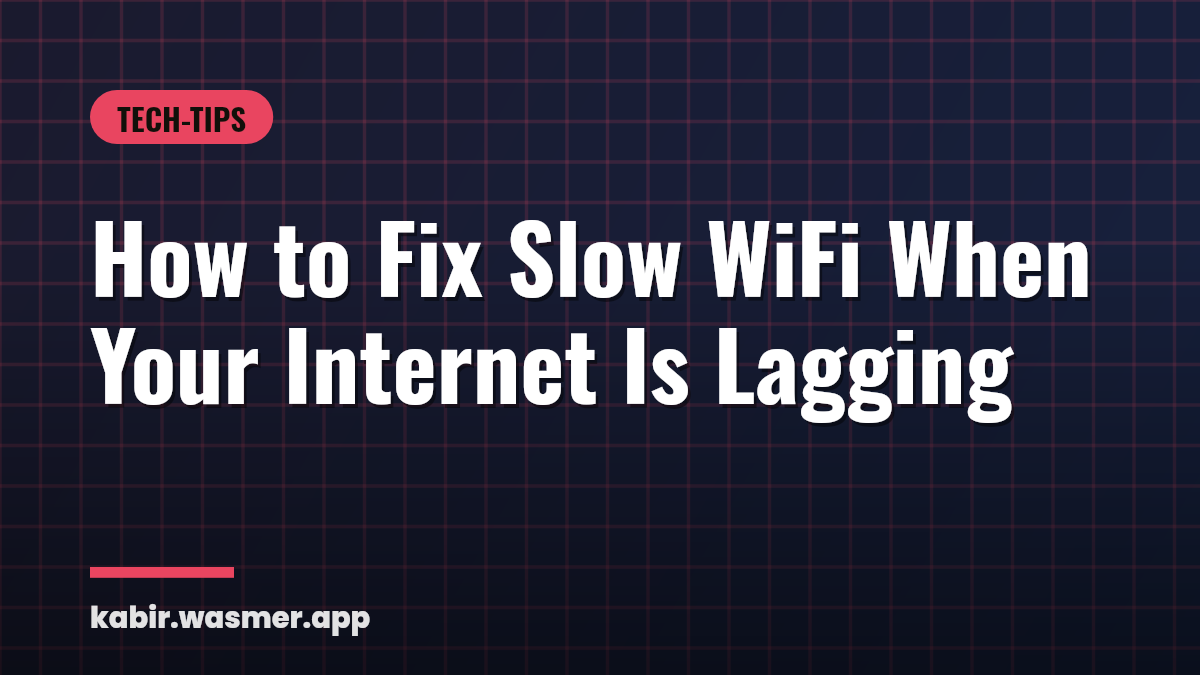 TECH-TIPS
How to Fix Slow WiFi When
Your Internet Is Lagging
kabir.wasmer.app